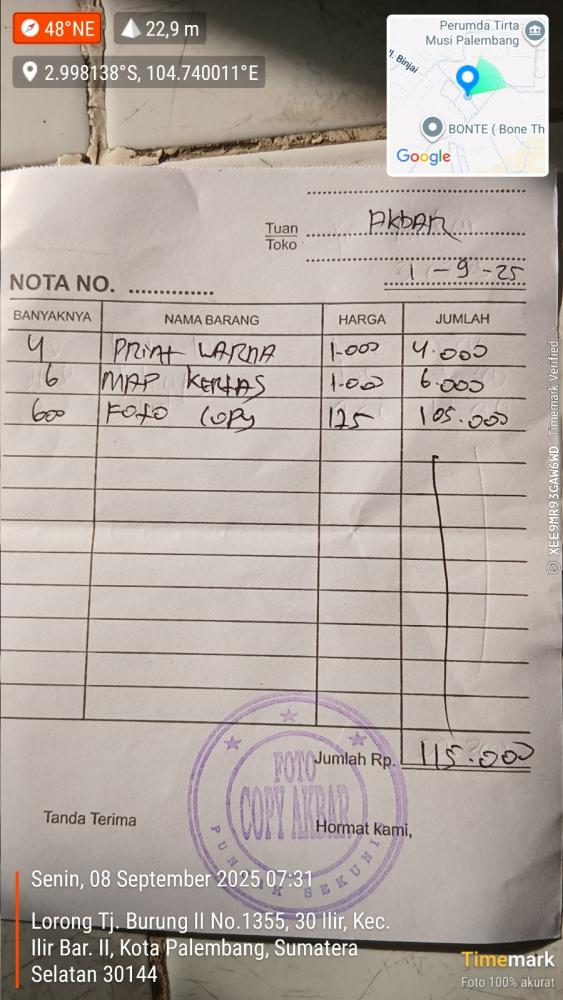 48°NE
22,9 m
2.998138°S, 104.740011°E
Perumda Tirta
Musi Palembang
Jl. Binjai
BONTE ( Bone Th
Google
Tuan
Toko
Akbar
1 - 9 - 25
NOTA NO. ..............
BANYAKNYA NAMA BARANG HARGA JUMLAH
4 Print WARNA 1.000 4.000
6 MAP KERTAS 1.000 6.000
600 FOTO COPY 175 105.000
Jumlah Rp. 115.000
FOTO
COPY AKBAR
Tanda Terima
Hormat kami,
XEE9MR93GAW6WD Timemark Verified
Senin, 08 September 2025 07:31
Lorong Tj. Burung II No.1355, 30 Ilir, Kec.
Ilir Bar. II, Kota Palembang, Sumatera
Selatan 30144
Timemark
Foto 100% akurat